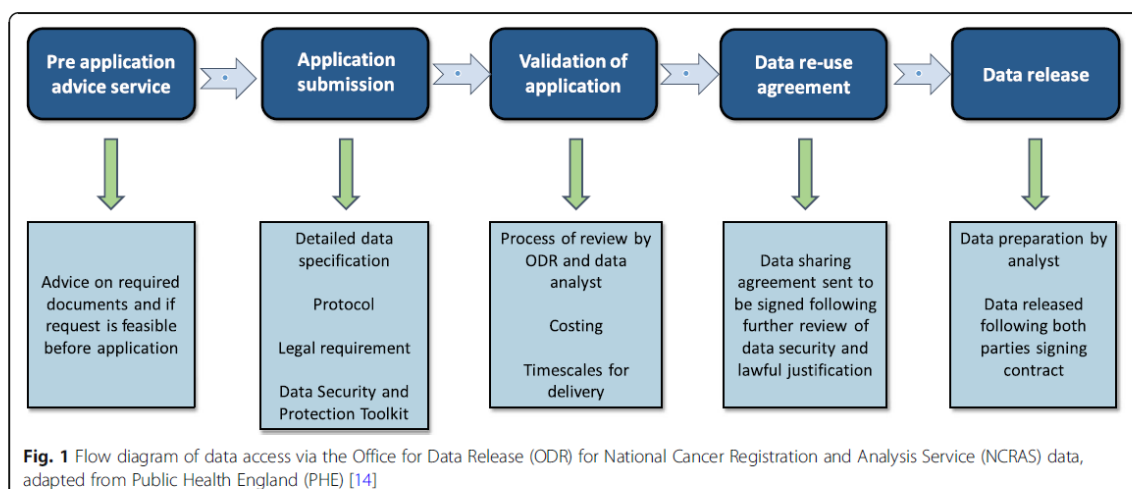 Pre application
advice service
Application
submission
Validation of
application
Data re-use
agreement
Data release
Advice on required
documents and if
request is feasible
before application
Detailed data
specification
Protocol
Legal requirement
Data Security and
Protection Toolkit
Process of review by
ODR and data
analyst
Costing
Timescales for
delivery
Data sharing
agreement sent to
be signed following
further review of
data security and
lawful justification
Data preparation by
analyst
Data released
following both
parties signing
contract
Fig. 1 Flow diagram of data access via the Office for Data Release (ODR) for National Cancer Registration and Analysis Service (NCRAS) data,
adapted from Public Health England (PHE) [14]